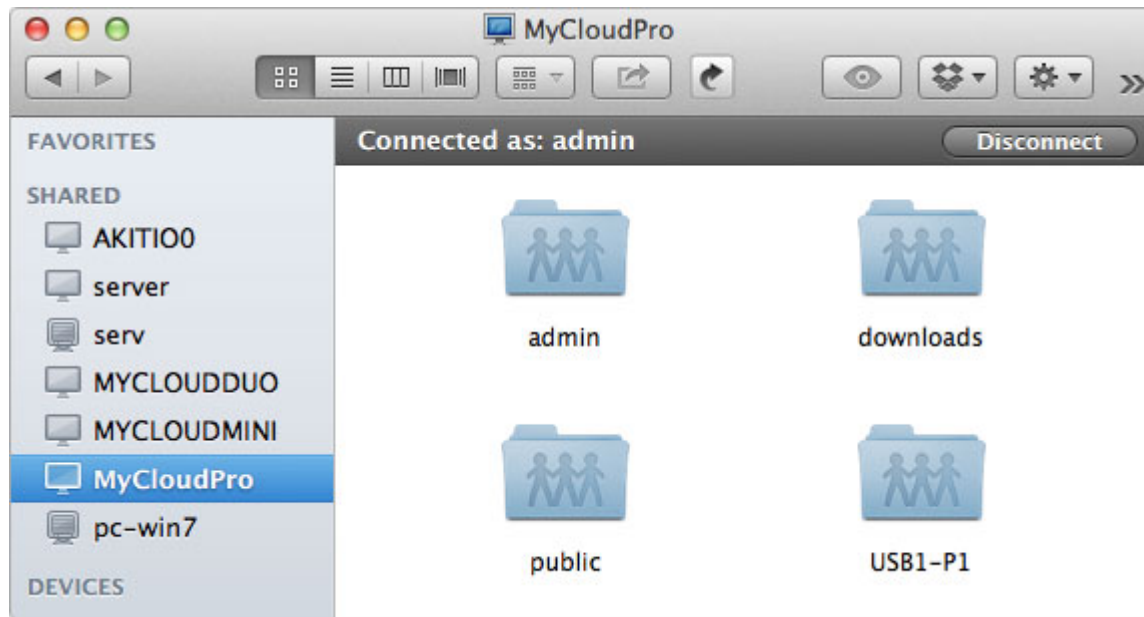 MyCloudPro
FAVORITES
SHARED
AKITIO0
server
serv
MYCLOUDDUO
MYCLOUDMINI
MyCloudPro
pc-win7
DEVICES
Connected as: admin
Disconnect
admin
downloads
public
USB1-P1